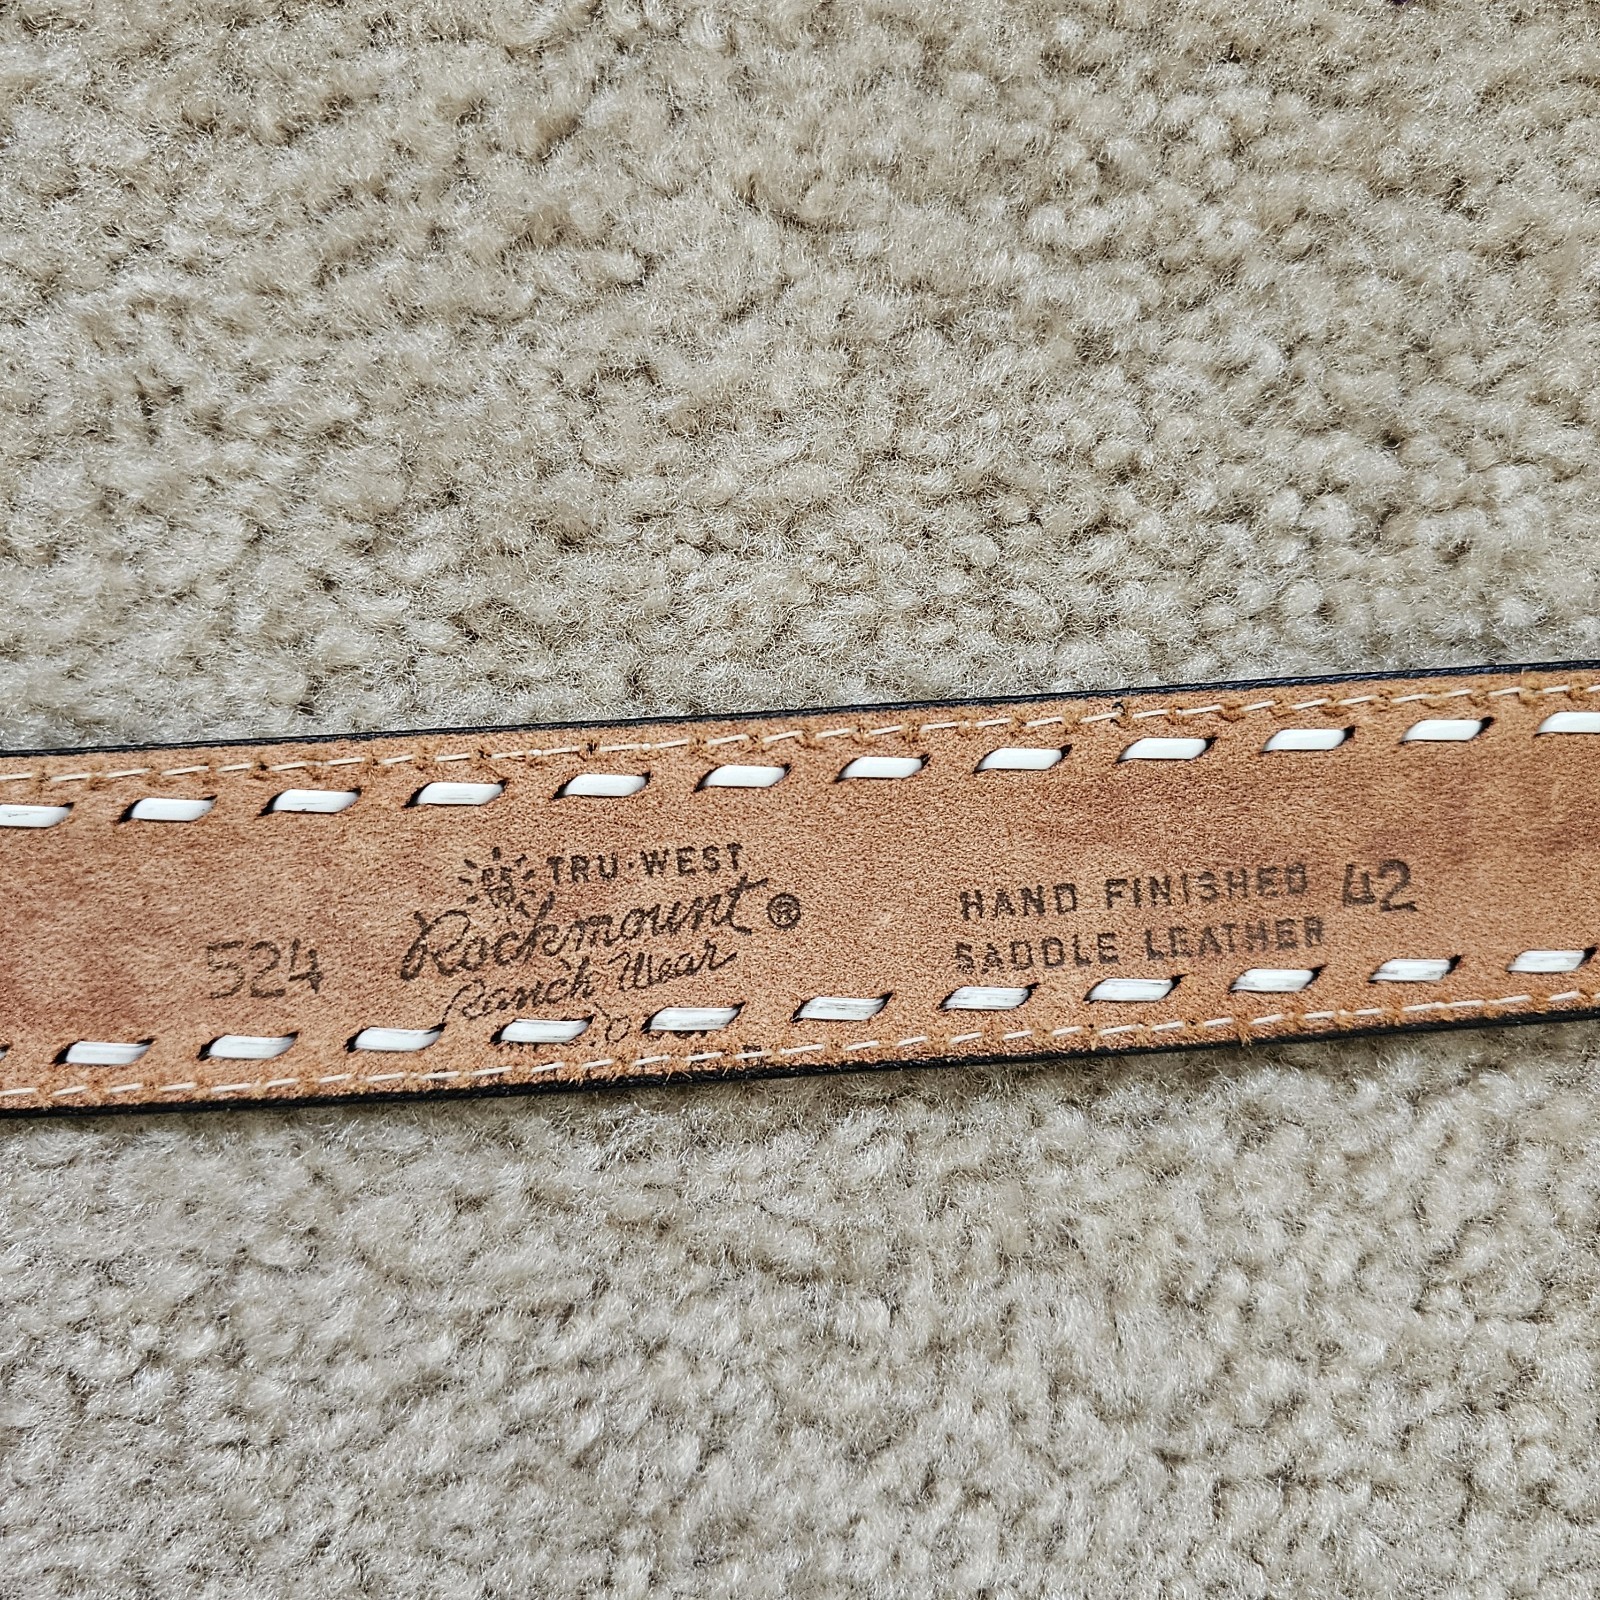 524
TRU·WEST
Rockmount ®
Ranch Wear
HAND FINISHED 42
SADDLE LEATHER